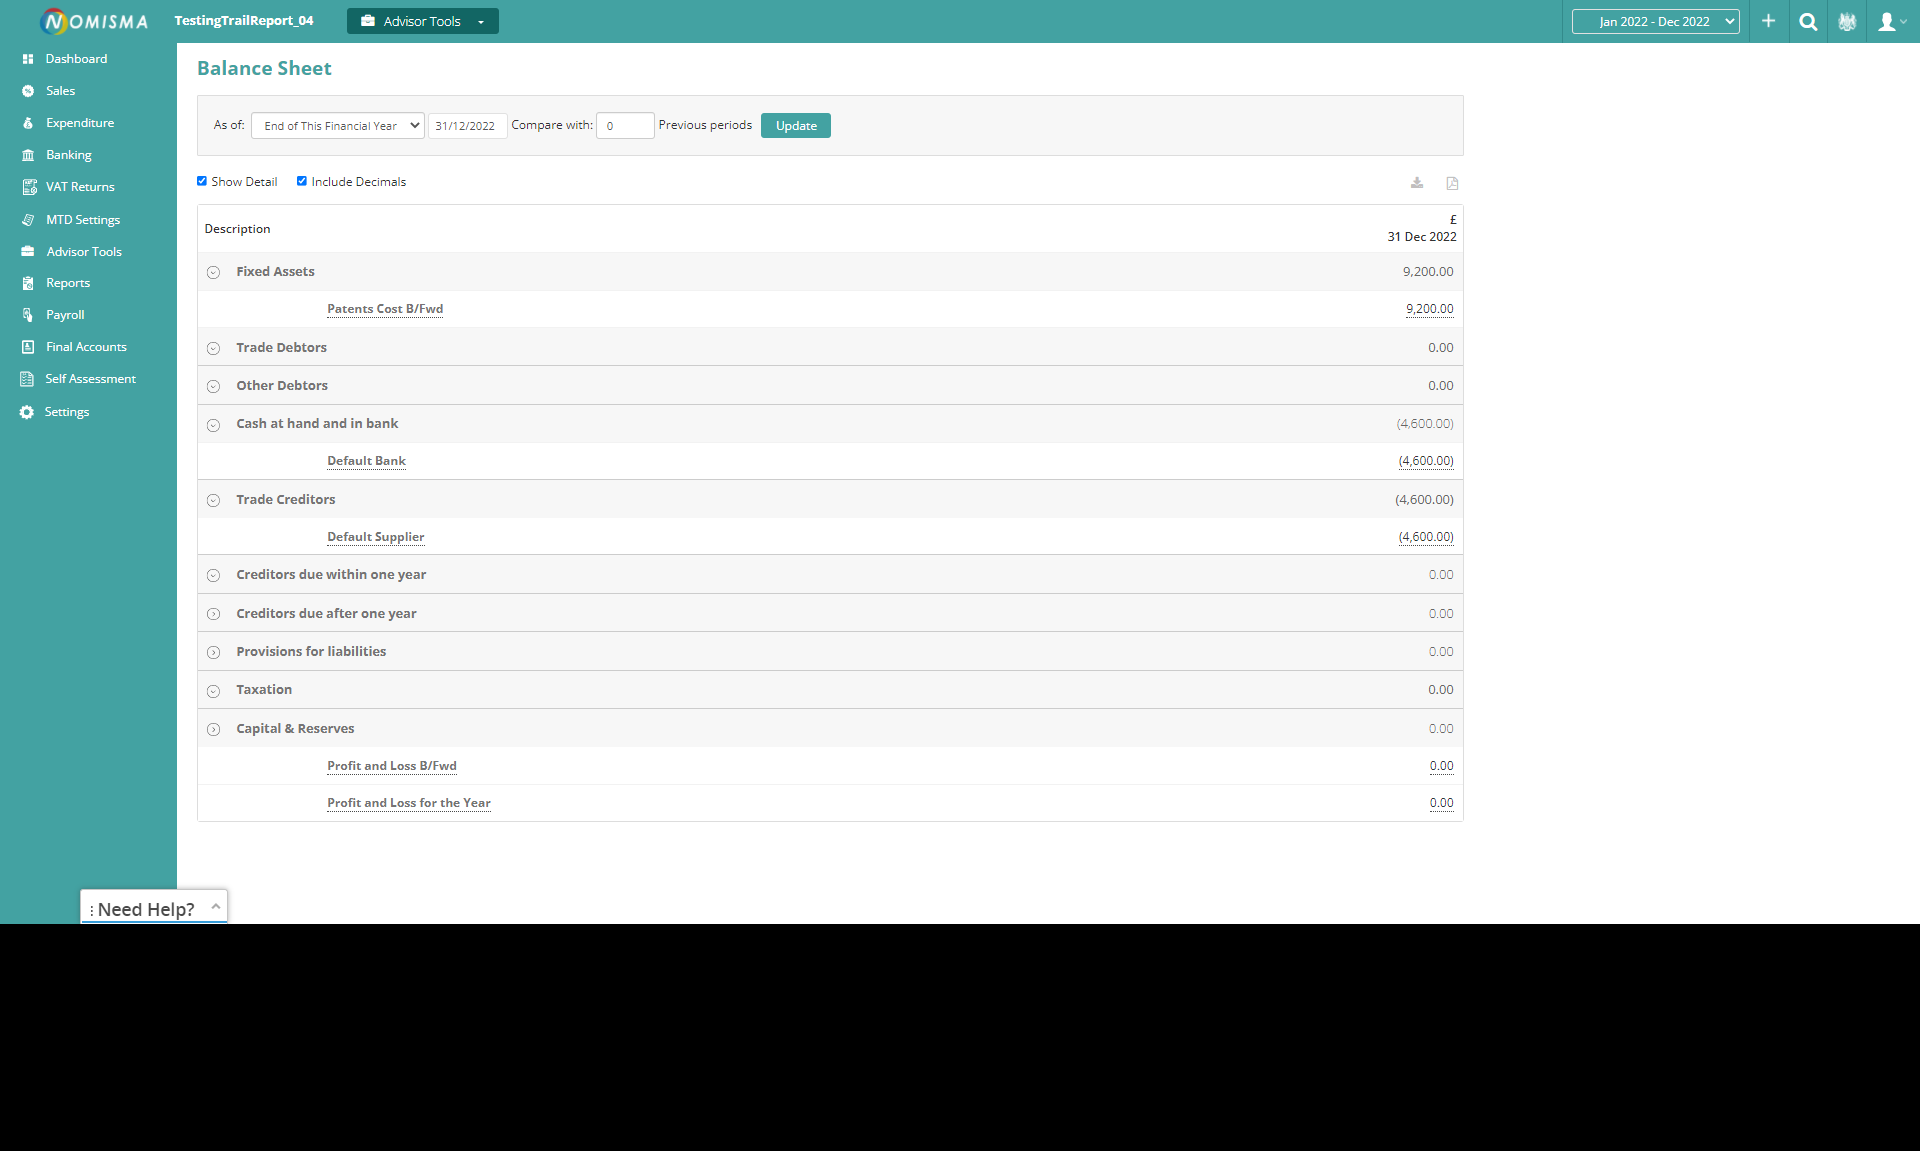 NOMISMA
TestingTrailReport_04
Advisor Tools
Jan 2022 - Dec 2022
Dashboard
Sales
Expenditure
Banking
VAT Returns
MTD Settings
Advisor Tools
Reports
Payroll
Final Accounts
Self Assessment
Settings
Balance Sheet
As of: End of This Financial Year 31/12/2022 Compare with: 0 Previous periods Update
Show Detail Include Decimals
£
Description 31 Dec 2022
Fixed Assets 9,200.00
Patents Cost B/Fwd 9,200.00
Trade Debtors 0.00
Other Debtors 0.00
Cash at hand and in bank (4,600.00)
Default Bank (4,600.00)
Trade Creditors (4,600.00)
Default Supplier (4,600.00)
Creditors due within one year 0.00
Creditors due after one year 0.00
Provisions for liabilities 0.00
Taxation 0.00
Capital & Reserves 0.00
Profit and Loss B/Fwd 0.00
Profit and Loss for the Year 0.00
Need Help?